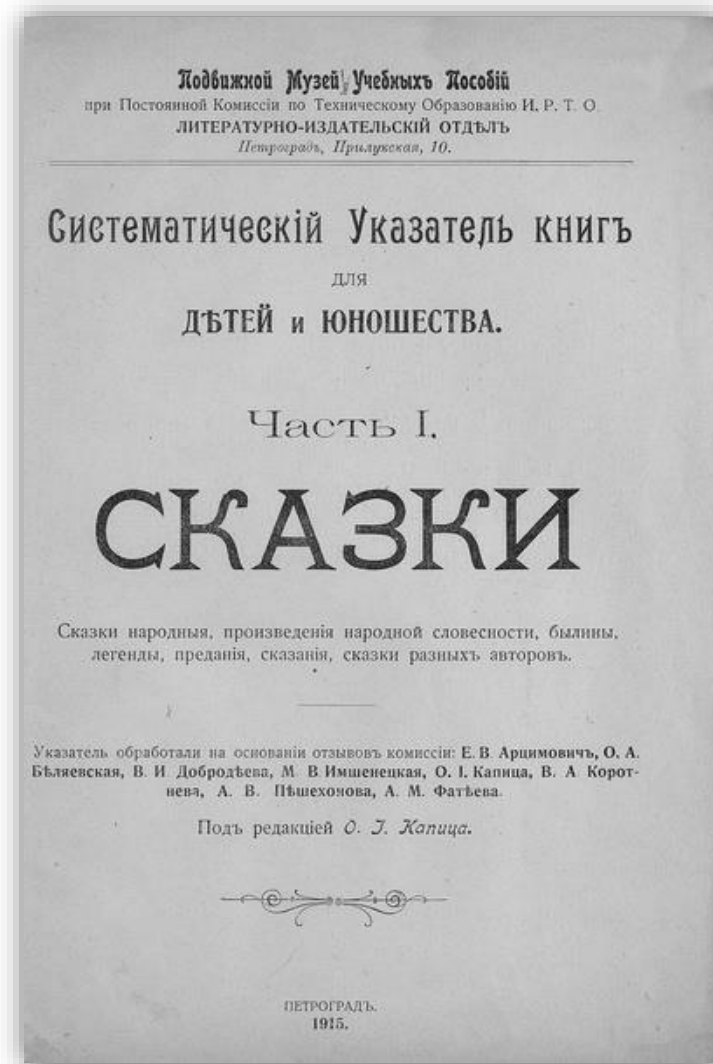 Подвижной Музей Учебныхъ Пособій
при Постоянной Комиссіи по Техническому Образованію И. Р. Т. О.
ЛИТЕРАТУРНО-ИЗДАТЕЛЬСКІЙ ОТДѢЛЪ
Петроградъ, Прилукская, 10.
Систематическій Указатель книгъ
для
ДѢТЕЙ и ЮНОШЕСТВА.
Часть I.
СКАЗКИ
Сказки народныя, произведенія народной словесности, былины,
легенды, преданія, сказанія, сказки разныхъ авторовъ.
Указатель обработали на основаніи отзывовъ комиссіи: Е. В. Арцимовичъ, О. А.
Бѣляевская, В. И. Добродѣева, М. В. Имшенецкая, О. І. Капица, В. А. Корот-
нева, А. В. Пѣшехонова, А. М. Фатѣева.
Подъ редакціей О. І. Капица.
ПЕТРОГРАДЪ.
1915.